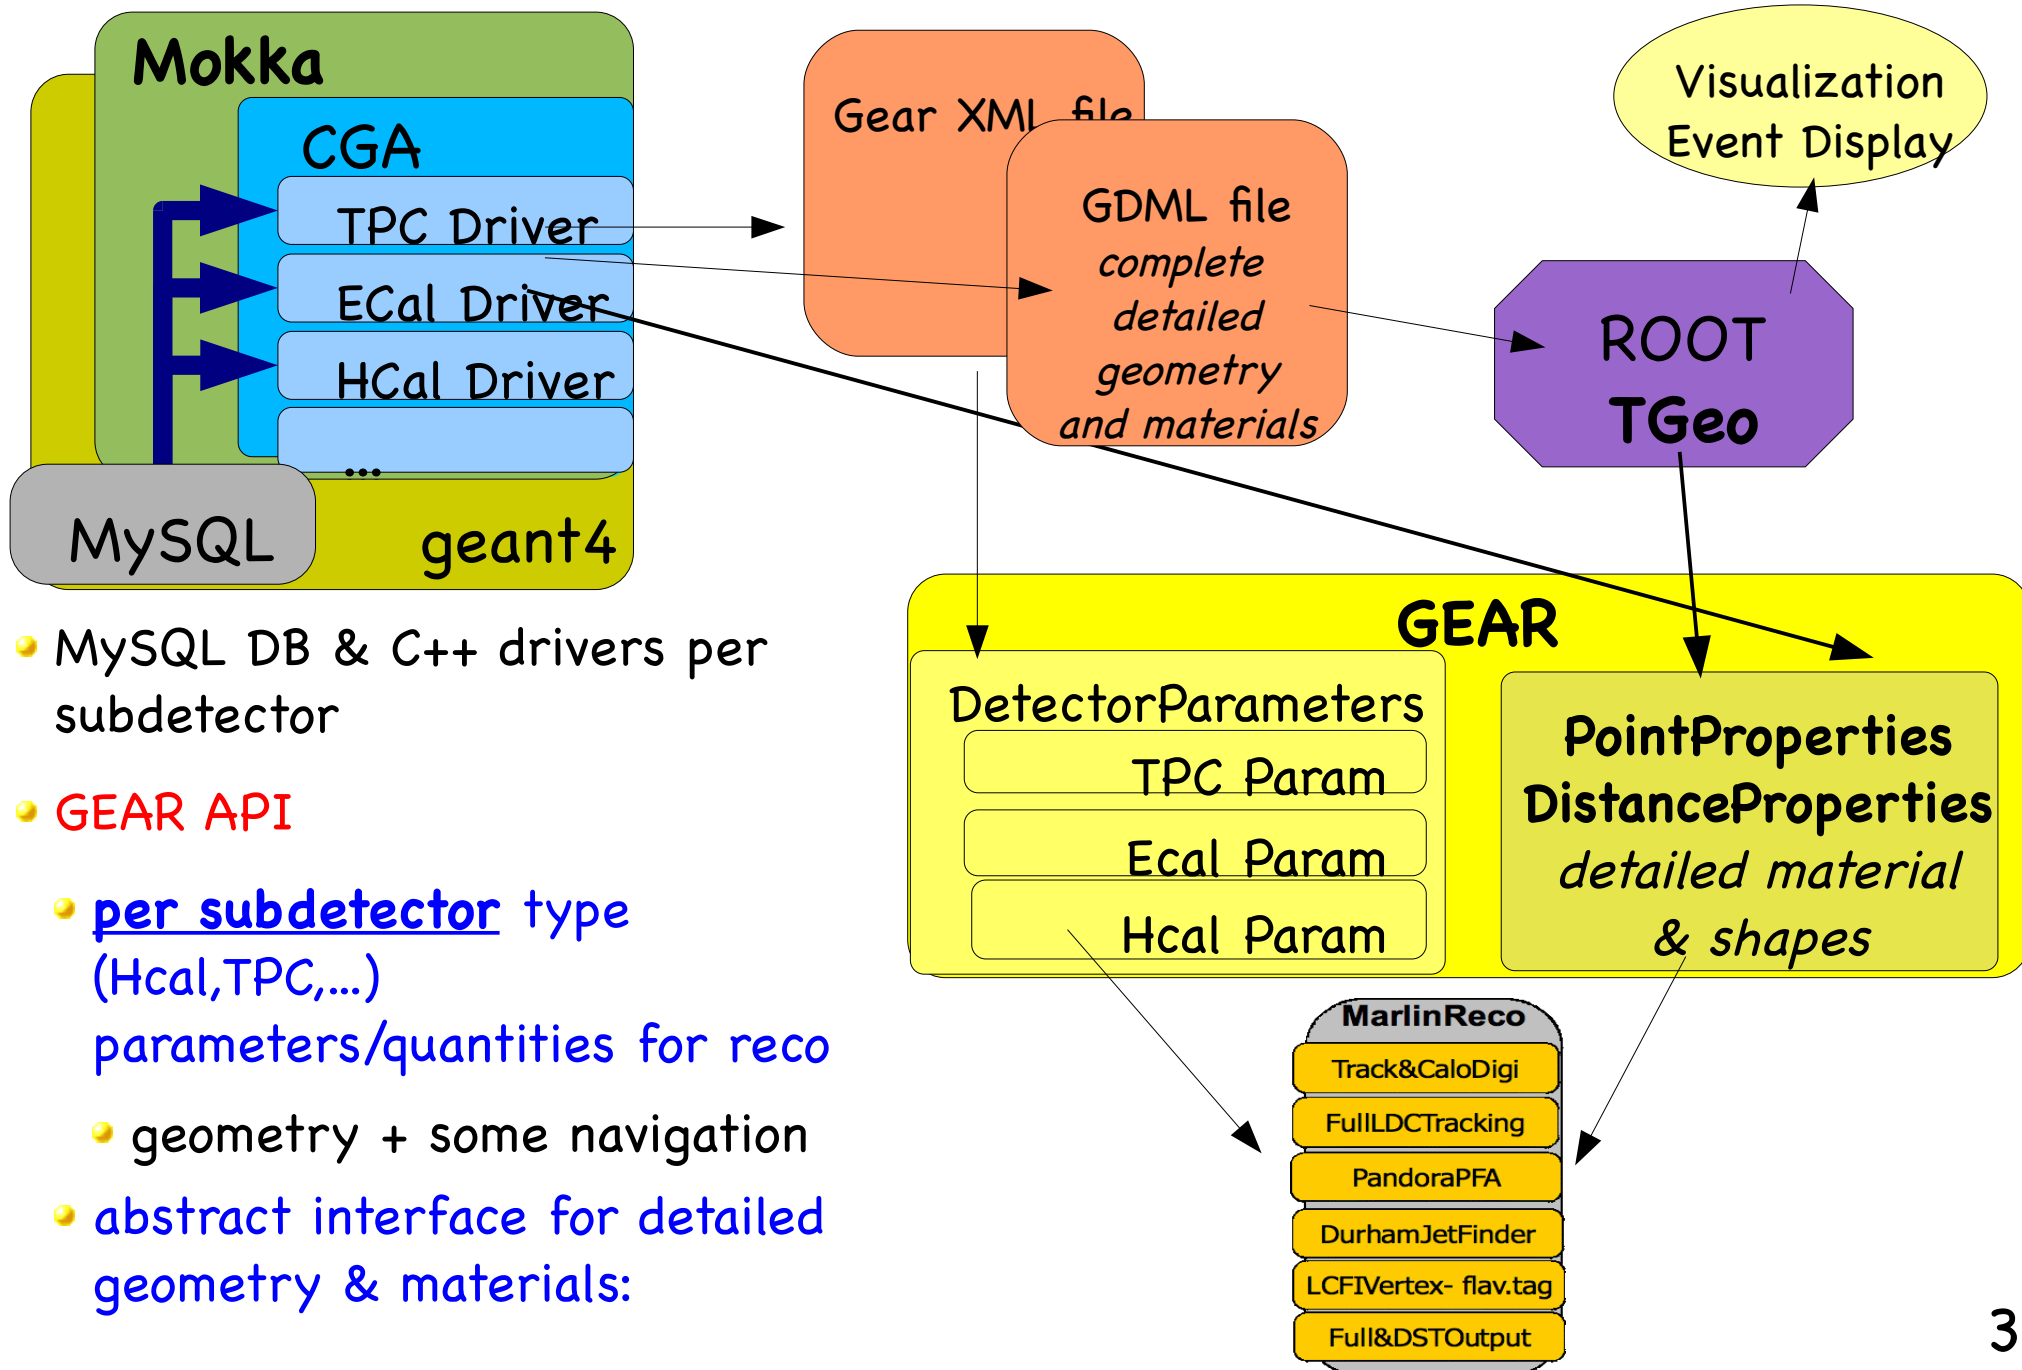 Mokka
CGA
TPC Driver
ECal Driver
HCal Driver
...
MySQL
geant4
Gear XML file
GDML file
complete
detailed
geometry
and materials
Visualization
Event Display
ROOT
TGeo
MySQL DB & C++ drivers per
subdetector
GEAR API
per subdetector type
(Hcal,TPC,...)
parameters/quantities for reco
geometry + some navigation
abstract interface for detailed
geometry & materials:
GEAR
DetectorParameters
TPC Param
Ecal Param
Hcal Param
PointProperties
DistanceProperties
detailed material
& shapes
MarlinReco
Track&CaloDigi
FullLDCTracking
PandoraPFA
DurhamJetFinder
LCFIVertex- flav.tag
Full&DSTOutput
3